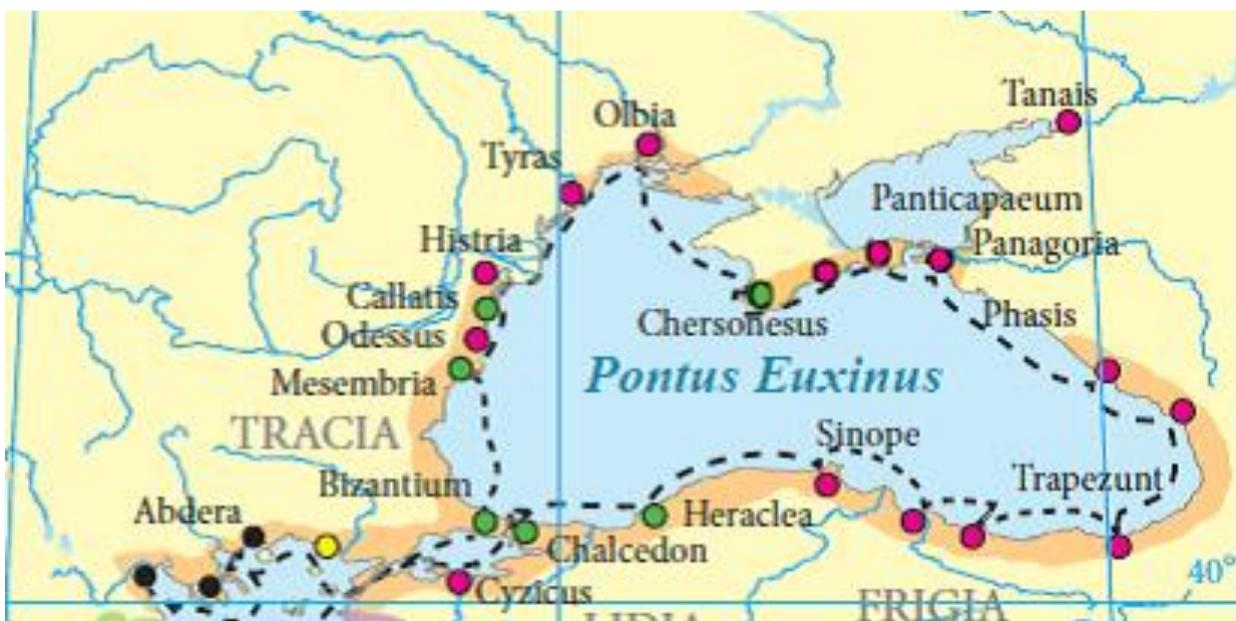 Tanais
Olbia
Tyras
Panticapaeum
Histria
Panagoria
Callatis
Chersonesus
Phasis
Odessus
Mesembria
Pontus Euxinus
TRACIA
Sinope
Bizantium
Trapezunt
Abdera
Heraclea
Chalcedon
40°
Cyzicus
FRIGIA
LIDIA